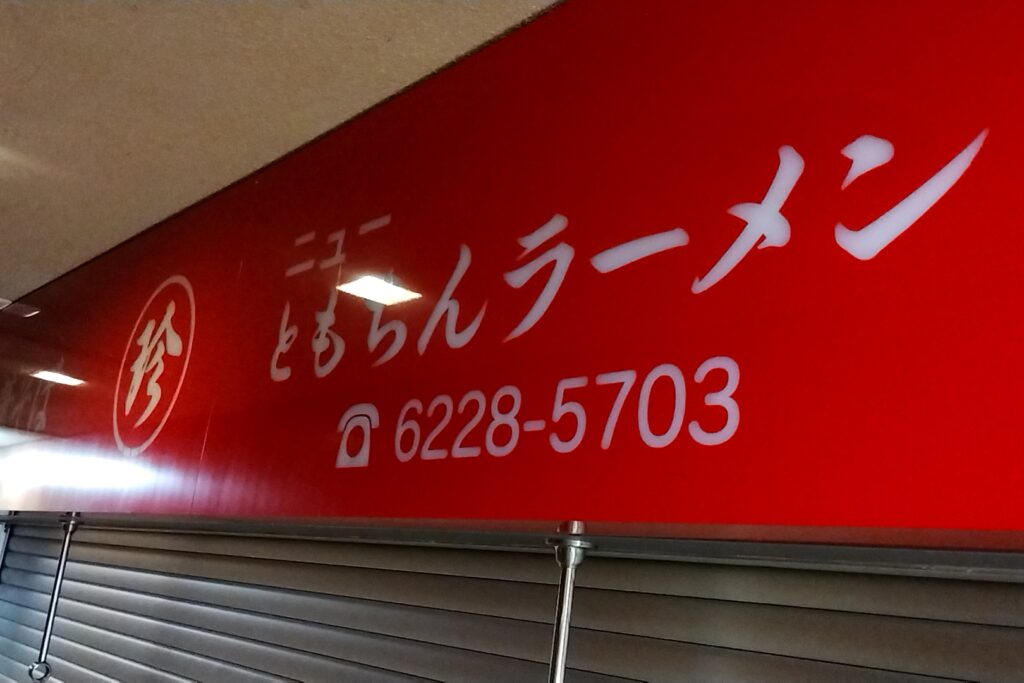 珍
ニュー
ともちんラーメン
☎ 6228-5703